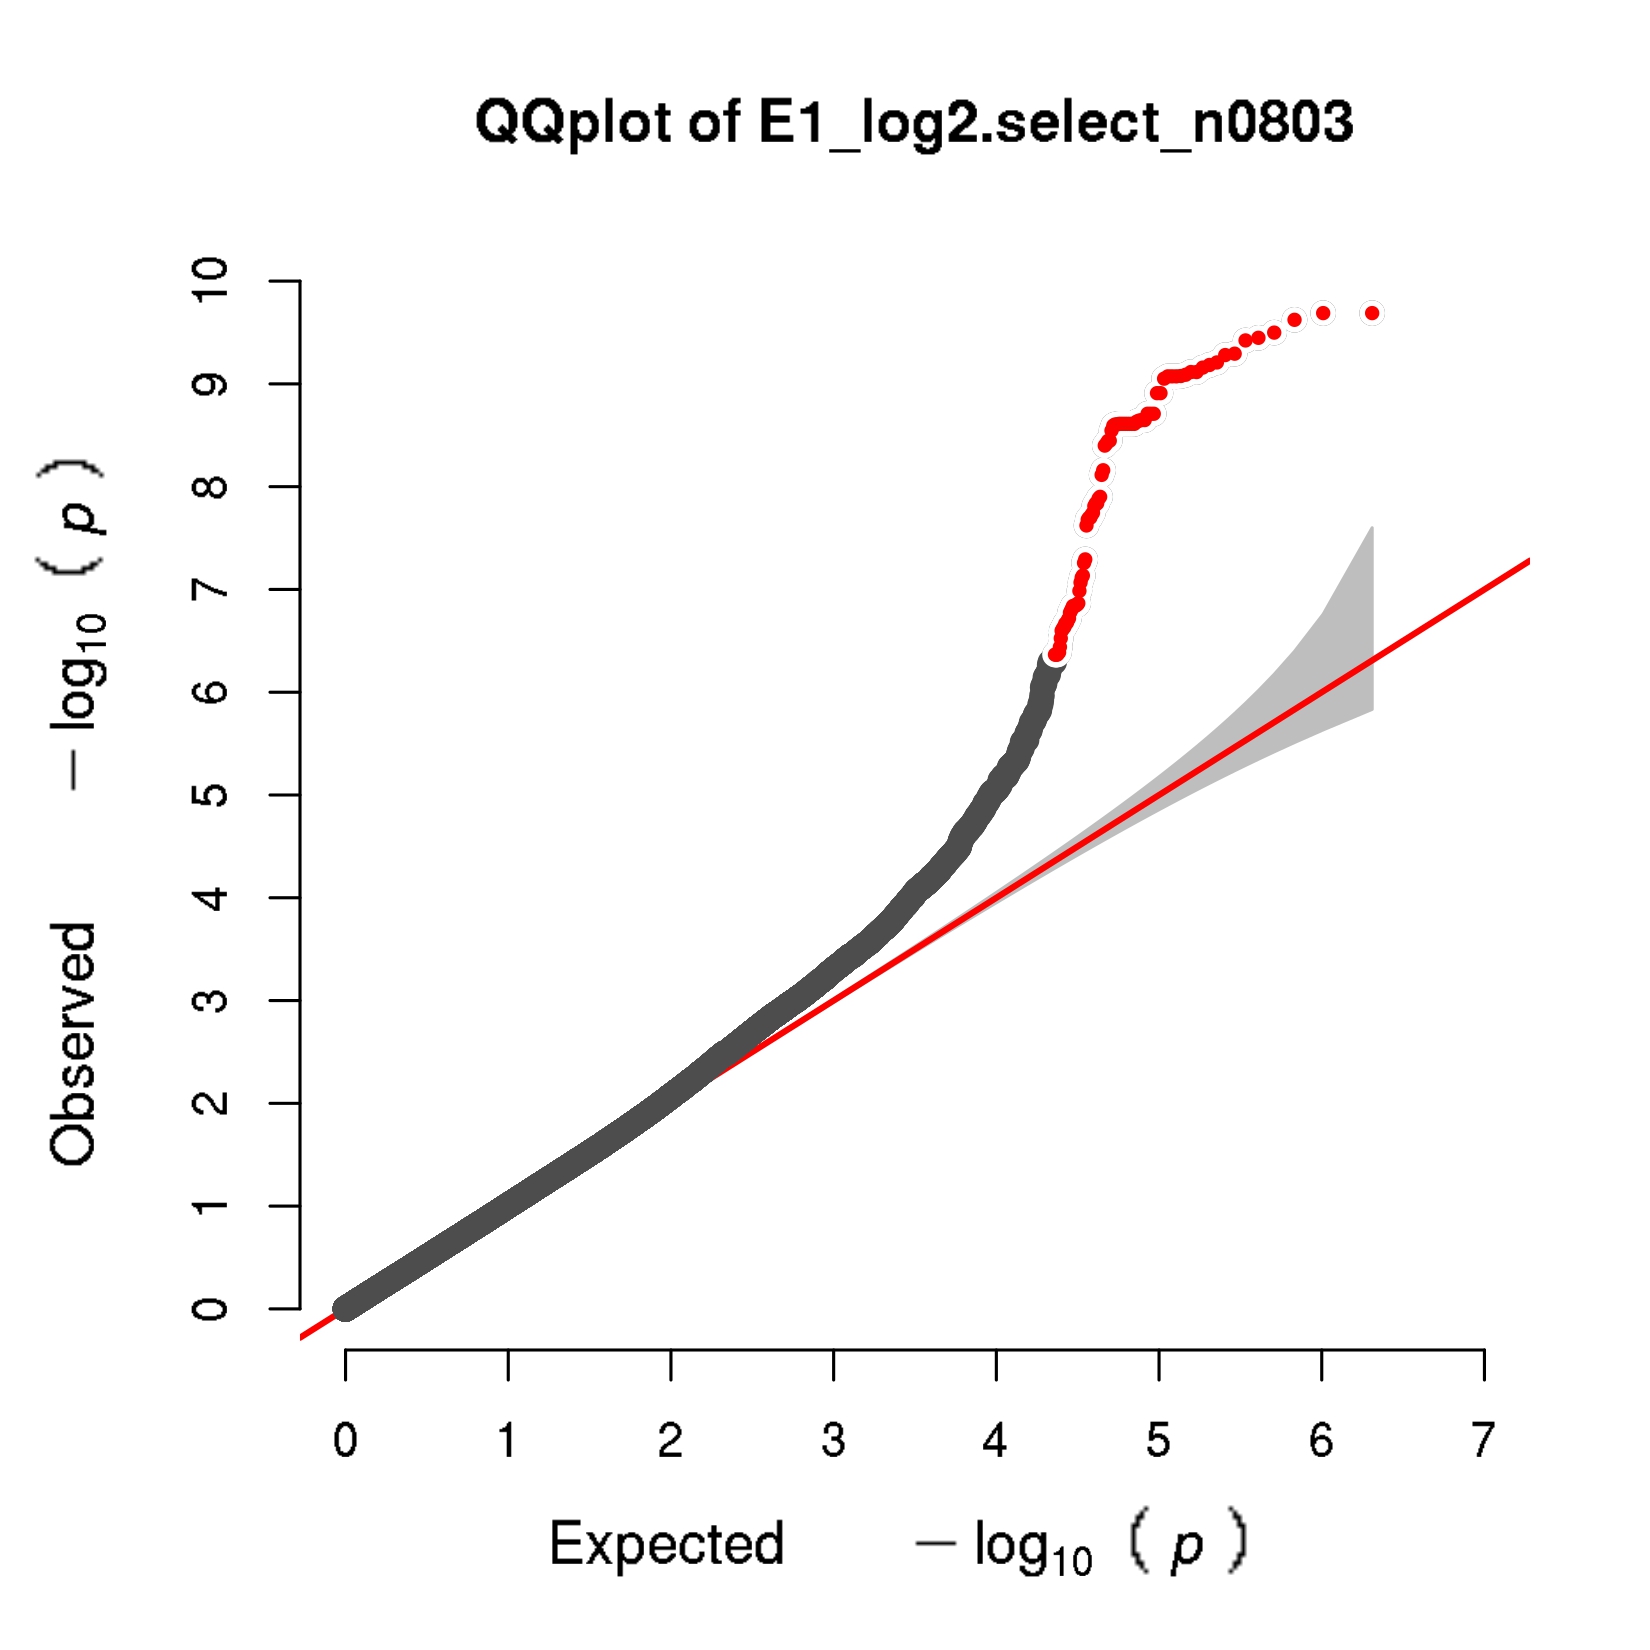 QQplot of E1_log2.select_n0803
Observed − log10 ( p )
10
9
8
7
6
5
4
3
2
1
0
0 1 2 3 4 5 6 7
Expected − log10 ( p )